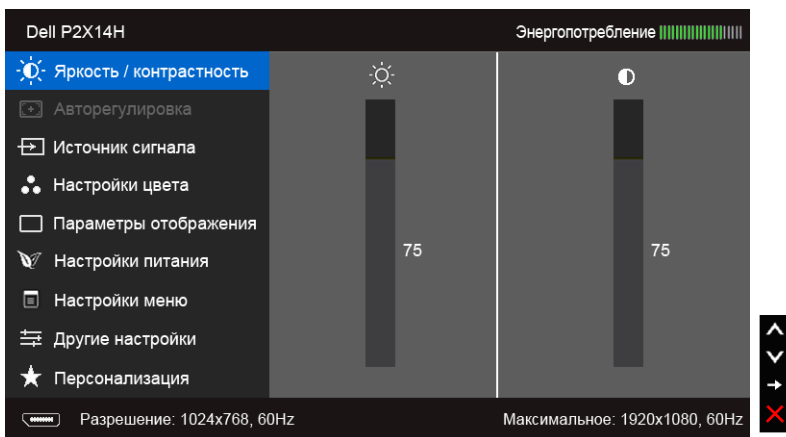 Dell P2X14H
Энергопотребление
Яркость / контрастность
Авторегулировка
Источник сигнала
Настройки цвета
Параметры отображения
Настройки питания
Настройки меню
Другие настройки
Персонализация
75
75
Разрешение: 1024x768, 60Hz
Максимальное: 1920x1080, 60Hz